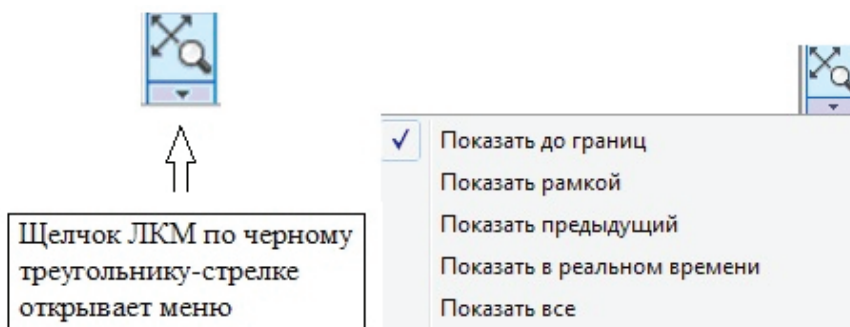 Щелчок ЛКМ по черному
треугольнику-стрелке
открывает меню
Показать до границ
Показать рамкой
Показать предыдущий
Показать в реальном времени
Показать все